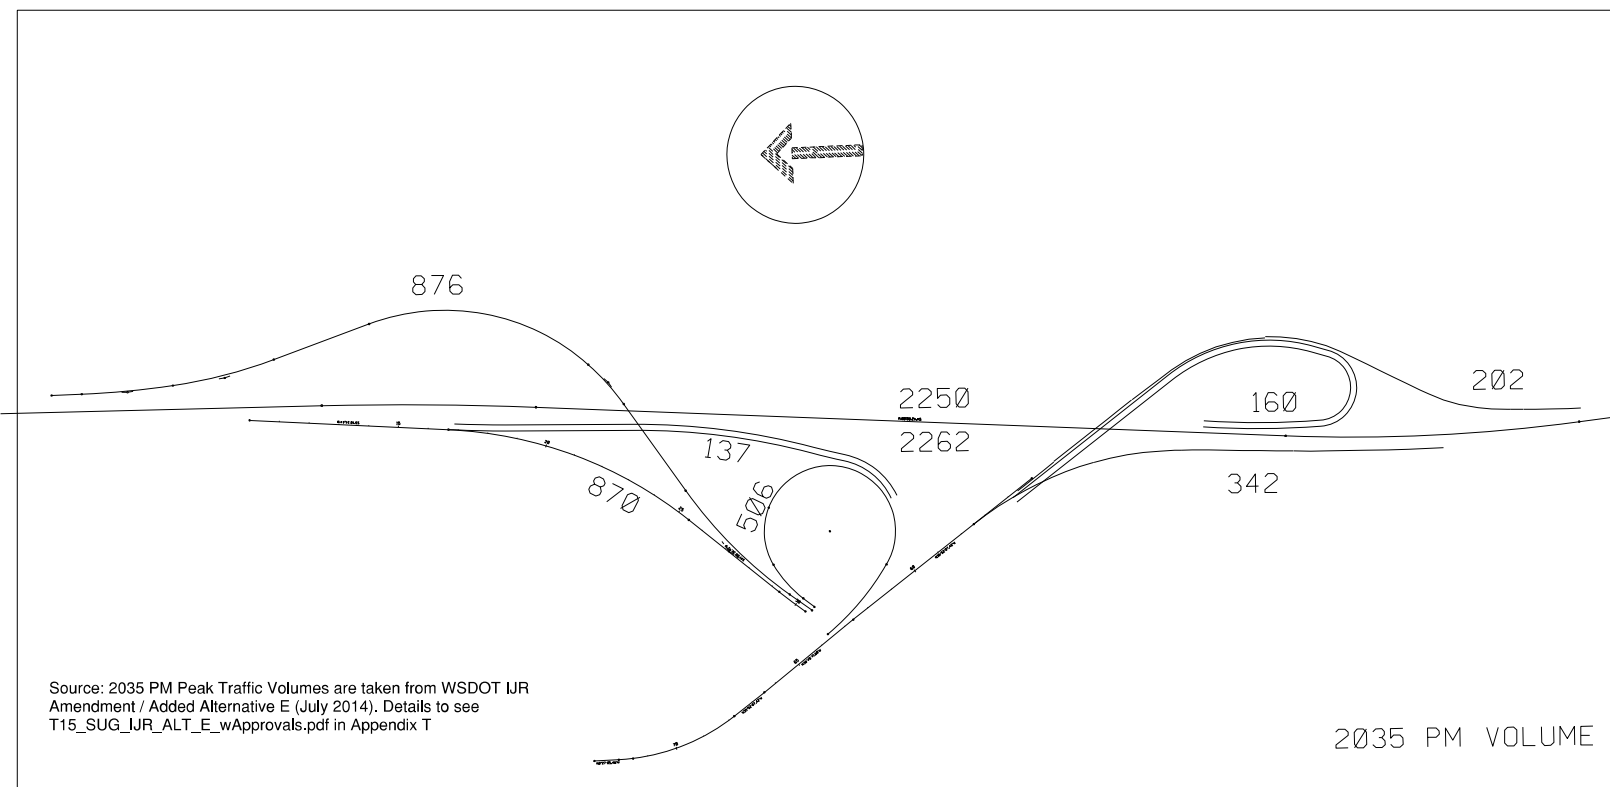 876
2250
2262
202
160
342
137
506
870
Source: 2035 PM Peak Traffic Volumes are taken from WSDOT IJR
Amendment / Added Alternative E (July 2014). Details to see
T15_SUG_IJR_ALT_E_wApprovals.pdf in Appendix T
2035 PM VOLUME